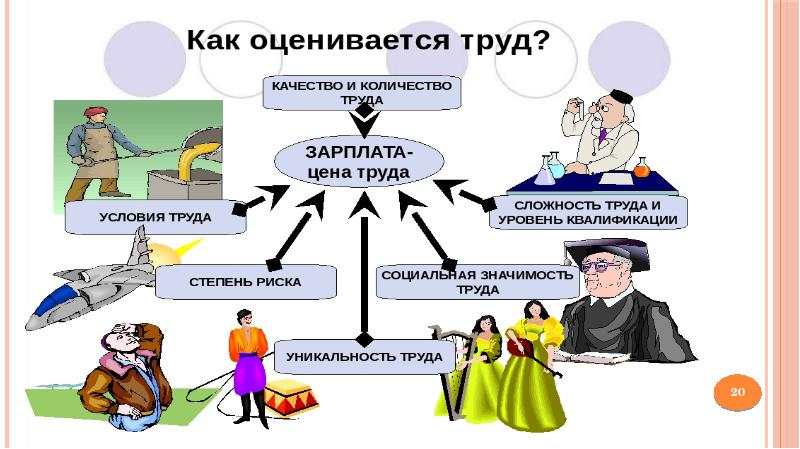 Как оценивается труд?
КАЧЕСТВО И КОЛИЧЕСТВО
ТРУДА
ЗАРПЛАТА-
цена труда
УСЛОВИЯ ТРУДА
СЛОЖНОСТЬ ТРУДА И
УРОВЕНЬ КВАЛИФИКАЦИИ
СТЕПЕНЬ РИСКА
СОЦИАЛЬНАЯ ЗНАЧИМОСТЬ
ТРУДА
УНИКАЛЬНОСТЬ ТРУДА
20